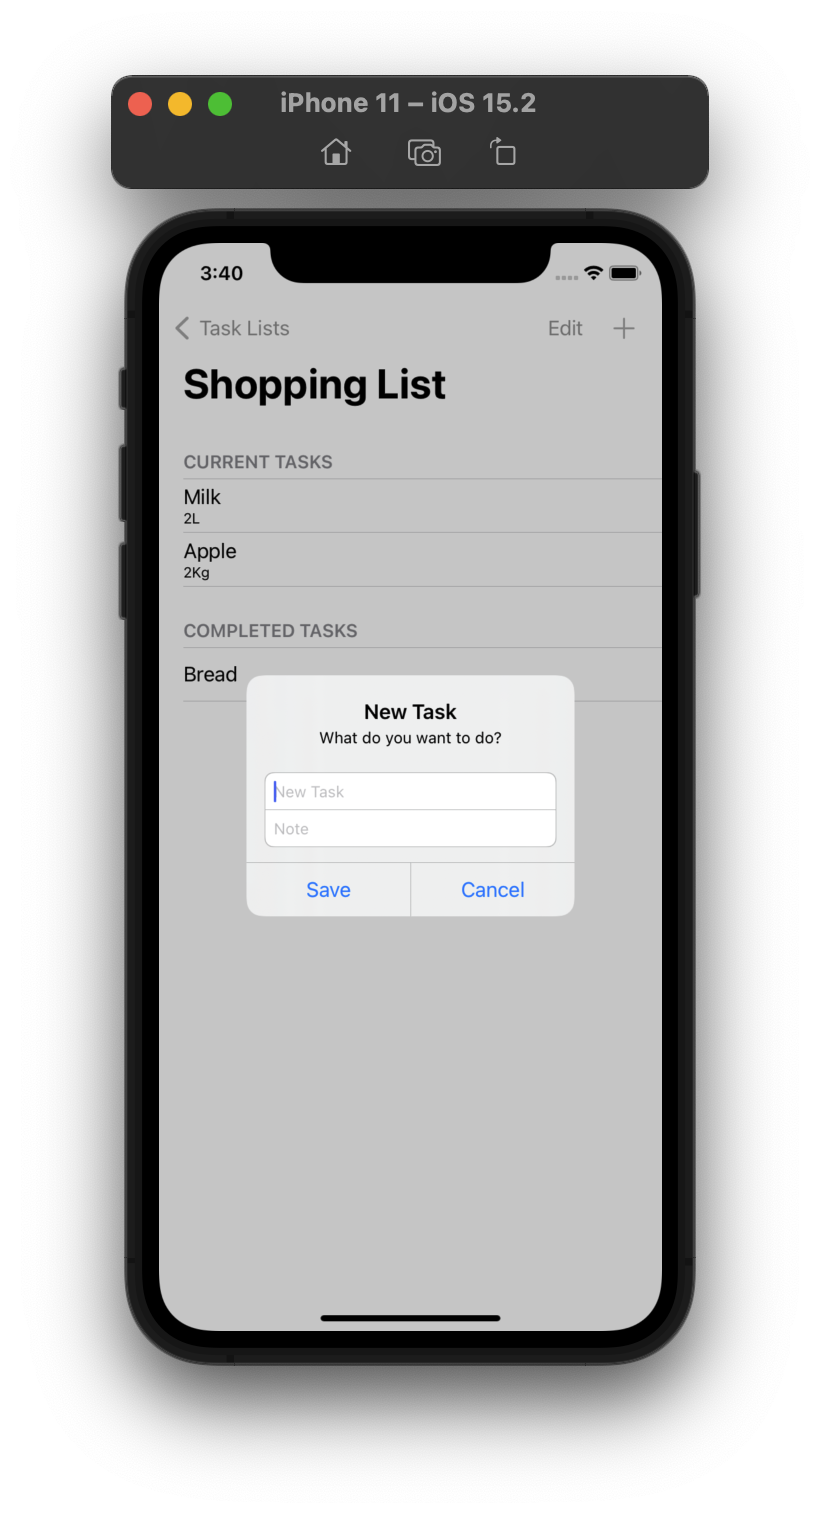 iPhone 11 – iOS 15.2
3:40
Task Lists Edit
Shopping List
CURRENT TASKS
Milk
2L
Apple
2Kg
COMPLETED TASKS
Bread
New Task
What do you want to do?
New Task
Note
Save Cancel